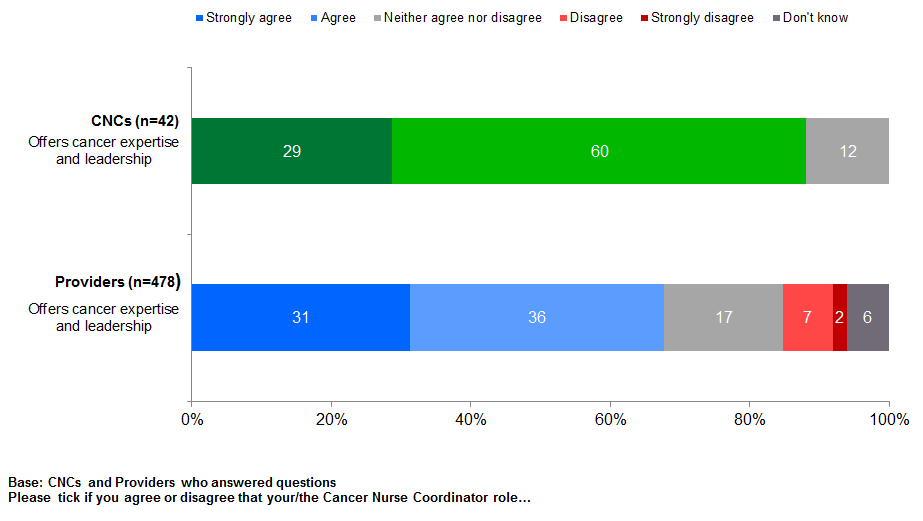 Strongly agree Agree Neither agree nor disagree Disagree Strongly disagree Don't know
CNCs (n=42)
Offers cancer expertise
and leadership
29 60 12
Providers (n=478)
Offers cancer expertise
and leadership
31 36 17 7 2 6
0% 20% 40% 60% 80% 100%
Base: CNCs and Providers who answered questions
Please tick if you agree or disagree that your/the Cancer Nurse Coordinator role…